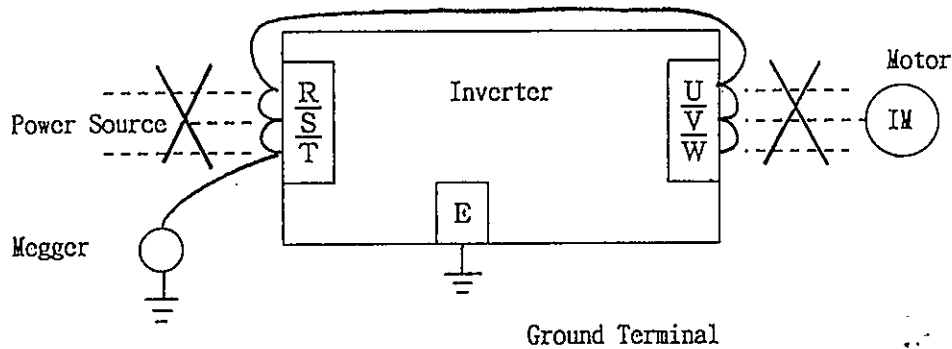 Motor
Inverter
R
S
T
U
V
W
Power Source
IM
E
Megger
Ground Terminal